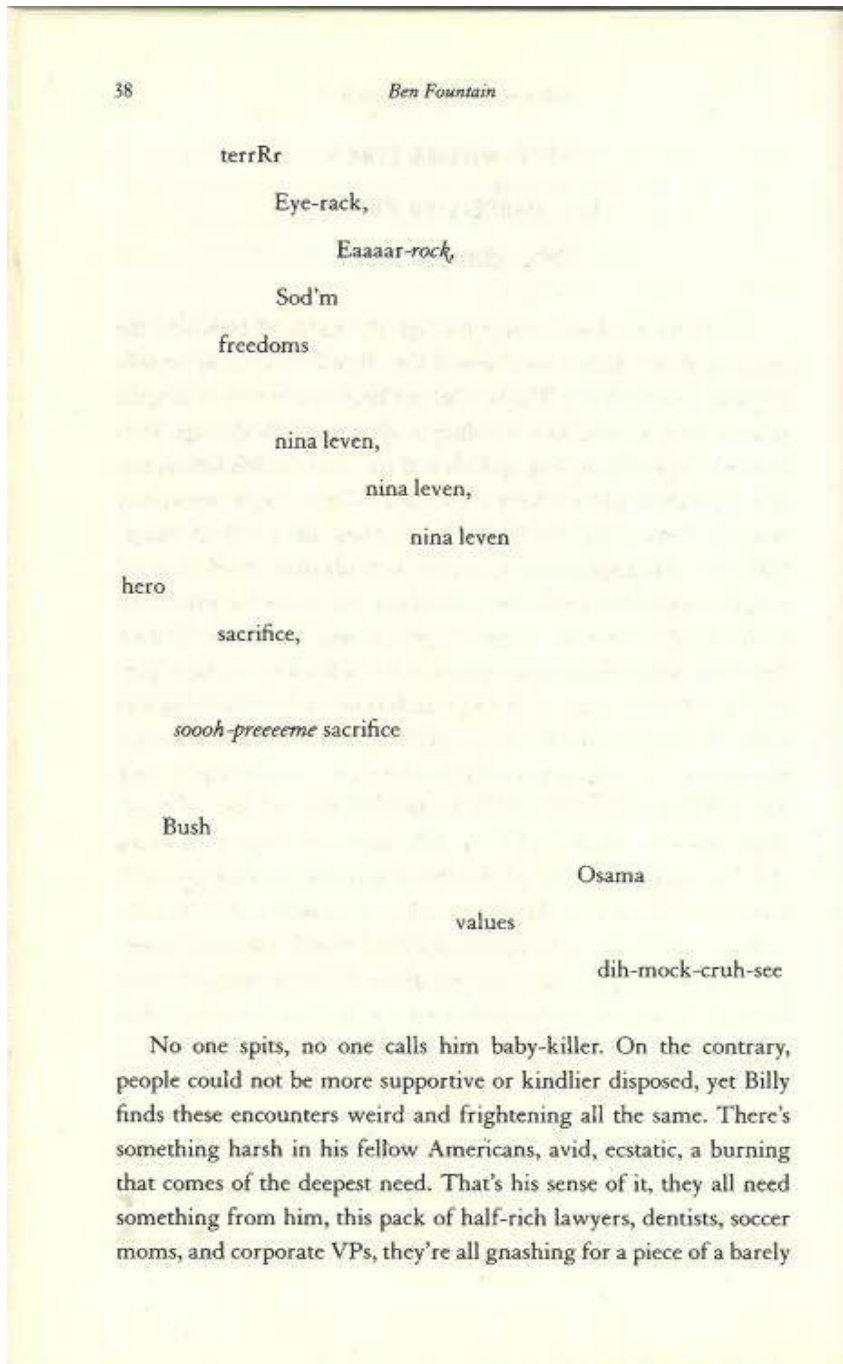 38 Ben Fountain
terrRr
Eye-rack,
Eaaaar-rock,
Sod'm
freedoms
nina leven,
nina leven,
nina leven
hero
sacrifice,
soooh-preeeeme sacrifice
Bush
Osama
values
dih-mock-cruh-see
No one spits, no one calls him baby-killer. On the contrary,
people could not be more supportive or kindlier disposed, yet Billy
finds these encounters weird and frightening all the same. There's
something harsh in his fellow Americans, avid, ecstatic, a burning
that comes of the deepest need. That's his sense of it, they all need
something from him, this pack of half-rich lawyers, dentists, soccer
moms, and corporate VPs, they're all gnashing for a piece of a barely